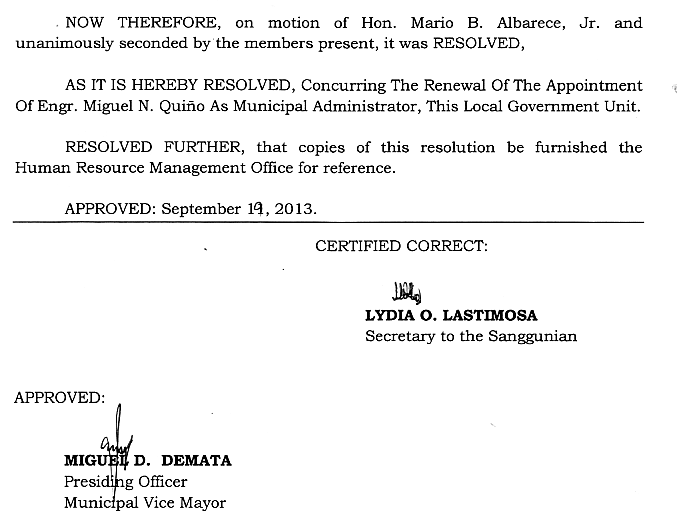 NOW THEREFORE, on motion of Hon. Mario B. Albarece, Jr. and
unanimously seconded by the members present, it was RESOLVED,
AS IT IS HEREBY RESOLVED, Concurring The Renewal Of The Appointment
Of Engr. Miguel N. Quiño As Municipal Administrator, This Local Government Unit.
RESOLVED FURTHER, that copies of this resolution be furnished the
Human Resource Management Office for reference.
APPROVED: September 19, 2013.
CERTIFIED CORRECT:
LYDIA O. LASTIMOSA
Secretary to the Sanggunian
APPROVED:
MIGUEL D. DEMATA
Presiding Officer
Municipal Vice Mayor